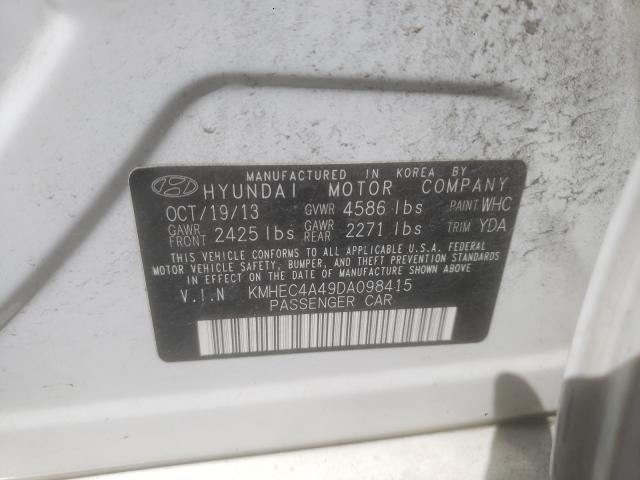 MANUFACTURED IN KOREA BY
HYUNDAI MOTOR COMPANY
OCT/19/13 GVWR 4586 lbs PAINT WHC
GAWR FRONT 2425 lbs GAWR REAR 2271 lbs TRIM YDA
THIS VEHICLE CONFORMS TO ALL APPLICABLE U.S.A. FEDERAL
MOTOR VEHICLE SAFETY, BUMPER, AND THEFT PREVENTION STANDARDS
IN EFFECT ON THE DATE OF MANUFACTURE SHOWN ABOVE.
V.I.N KMHEC4A49DA098415
PASSENGER CAR